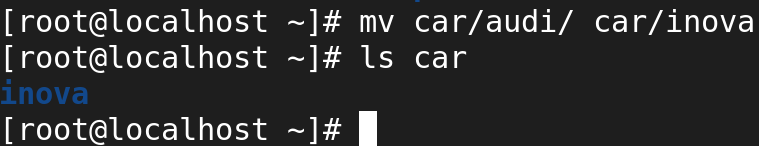 [root@localhost ~]# mv car/audi/ car/inova
[root@localhost ~]# ls car
inova
[root@localhost ~]#